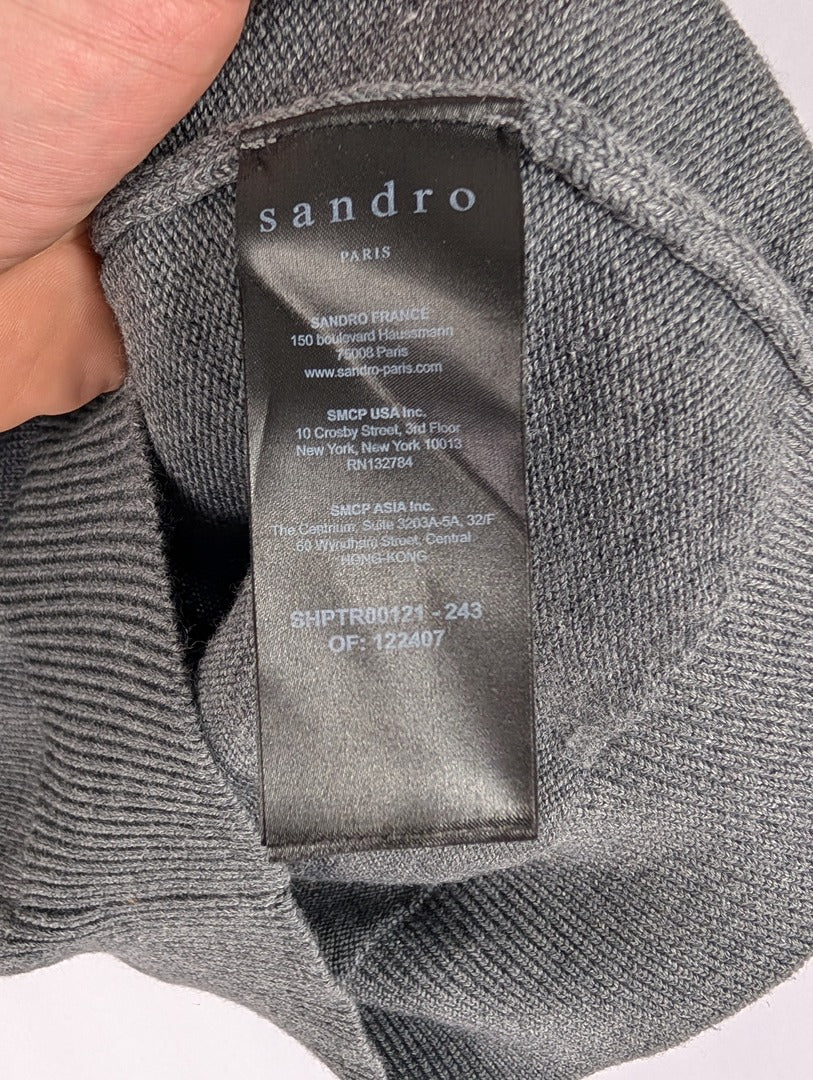 sandro
PARIS
SANDRO FRANCE
150 boulevard Haussmann
75008 Paris
www.sandro-paris.com
SMCP USA Inc.
10 Crosby Street, 3rd Floor
New York, New York 10013
RN132784
SMCP ASIA Inc.
The Centrium, Suite 3203A-5A, 32/F
60 Wyndham Street, Central
HONG-KONG
SHPTR00121 - 243
OF: 122407